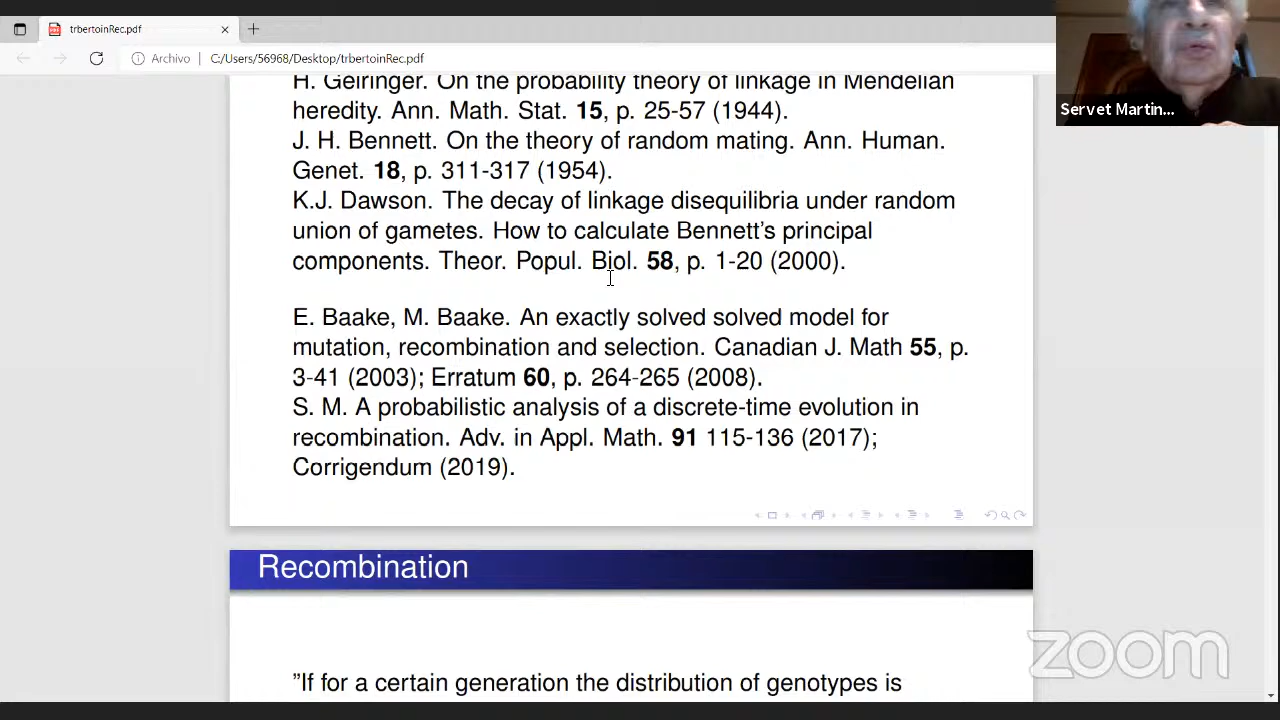 trbertoinRec.pdf
Archivo
C:/Users/56968/Desktop/trbertoinRec.pdf
Servet Martin...
H. Geiringer. On the probability theory of linkage in Mendelian
heredity. Ann. Math. Stat. 15, p. 25-57 (1944).
J. H. Bennett. On the theory of random mating. Ann. Human.
Genet. 18, p. 311-317 (1954).
K.J. Dawson. The decay of linkage disequilibria under random
union of gametes. How to calculate Bennett's principal
components. Theor. Popul. Biol. 58, p. 1-20 (2000).
E. Baake, M. Baake. An exactly solved solved model for
mutation, recombination and selection. Canadian J. Math 55, p.
3-41 (2003); Erratum 60, p. 264-265 (2008).
S. M. A probabilistic analysis of a discrete-time evolution in
recombination. Adv. in Appl. Math. 91 115-136 (2017);
Corrigendum (2019).
Recombination
"If for a certain generation the distribution of genotypes is
zoom